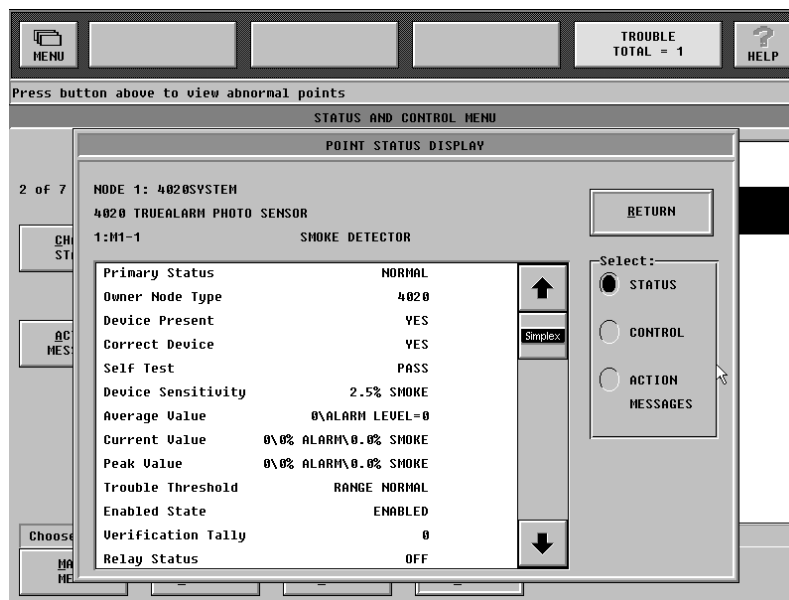 MENU
TROUBLE
TOTAL = 1
HELP
Press button above to view abnormal points
STATUS AND CONTROL MENU
POINT STATUS DISPLAY
2 of 7
NODE 1: 4020SYSTEM
4020 TRUEALARM PHOTO SENSOR
1:M1-1 SMOKE DETECTOR
RETURN
Select:
STATUS
CONTROL
ACTION
MESSAGES
Primary Status NORMAL
Owner Node Type 4020
Device Present YES
Correct Device YES
Self Test PASS
Device Sensitivity 2.5% SMOKE
Average Value 0\ALARM LEVEL=0
Current Value 0\0% ALARM\0.0% SMOKE
Peak Value 0\0% ALARM\0.0% SMOKE
Trouble Threshold RANGE NORMAL
Enabled State ENABLED
Verification Tally 0
Relay Status OFF
Simplex
Choose